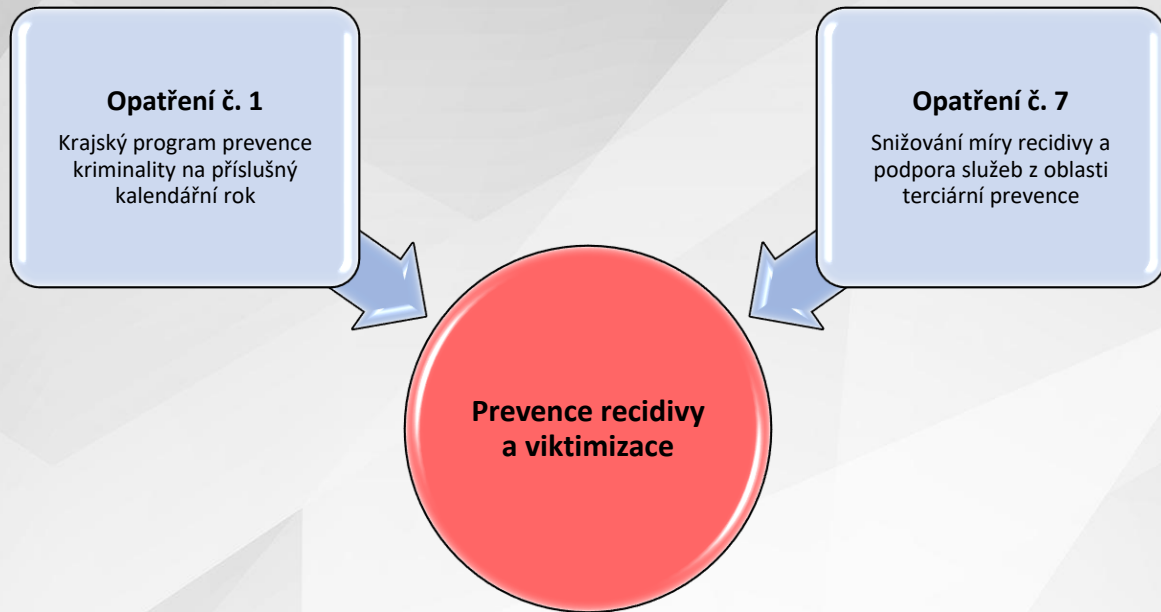 Opatření č. 1
Krajský program prevence
kriminality na příslušný
kalendářní rok
Opatření č. 7
Snižování míry recidivy a
podpora služeb z oblasti
terciární prevence
Prevence recidivy
a viktimizace